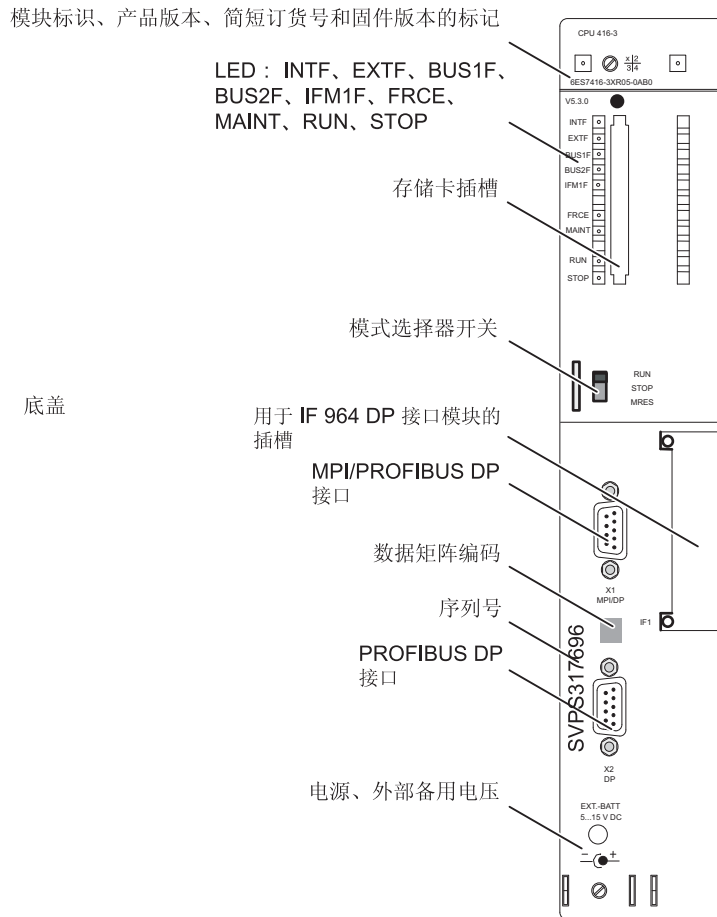 模块标识、产品版本、简短订货号和固件版本的标记
CPU 416-3
X 2
3 4
6ES7416-3XR05-0AB0
LED： INTF、EXTF、BUS1F、
BUS2F、IFM1F、FRCE、
MAINT、RUN、STOP
V5.3.0
INTF
EXTF
BUS1F
BUS2F
IFM1F
FRCE
MAINT
RUN
STOP
存储卡插槽
模式选择器开关
RUN
STOP
MRES
底盖
用于 IF 964 DP 接口模块的
插槽
MPI/PROFIBUS DP
接口
X1
MPI/DP
数据矩阵编码
IF1
序列号
SVPS317696
PROFIBUS DP
接口
X2
DP
电源、外部备用电压
EXT.-BATT
5...15 V DC
− +